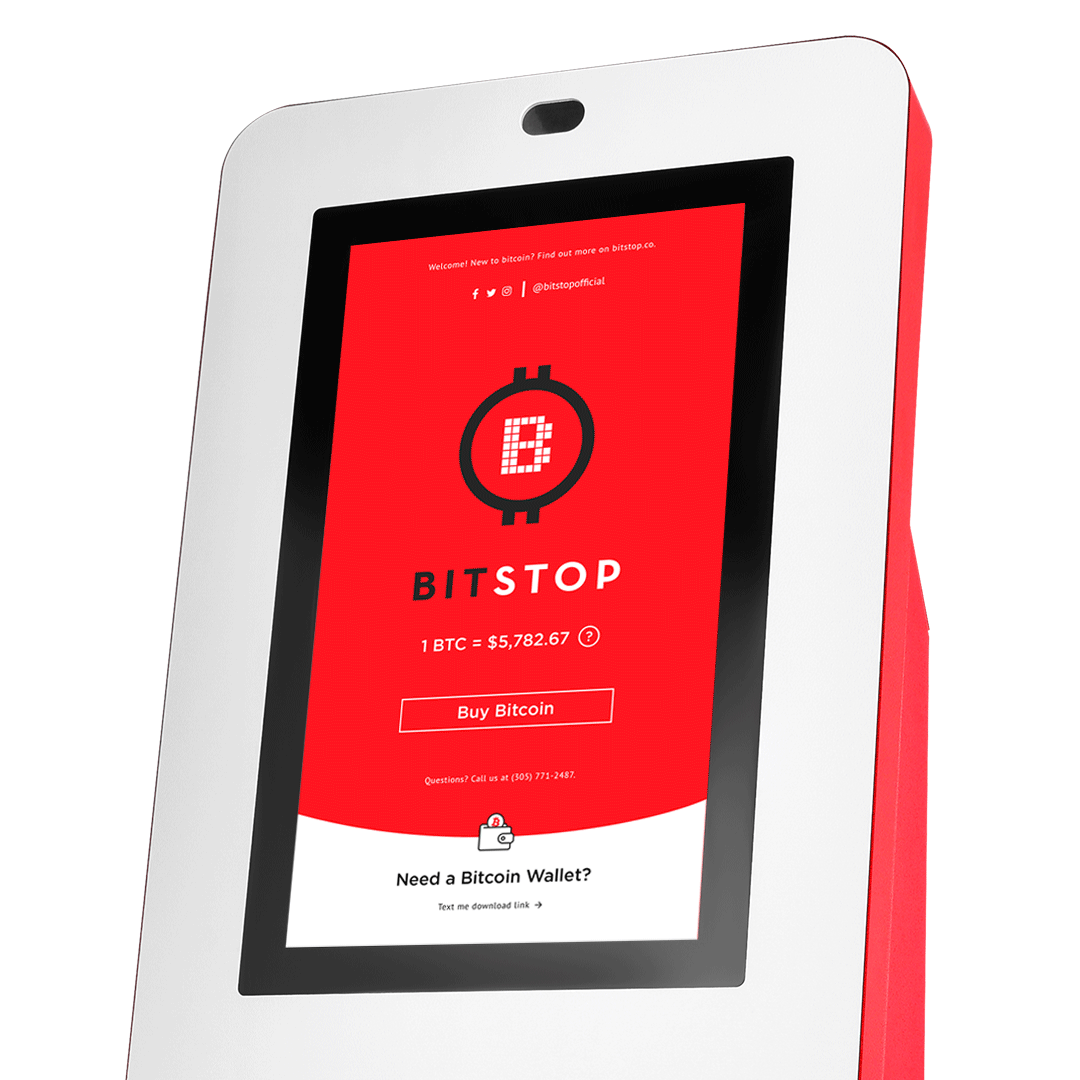 Welcome! New to bitcoin? Find out more on bitstop.co.
@bitstopofficial
B
BITSTOP
1 BTC = $5,782.67 ?
Buy Bitcoin
Questions? Call us at (305) 771-2487.
Need a Bitcoin Wallet?
Text me download link →